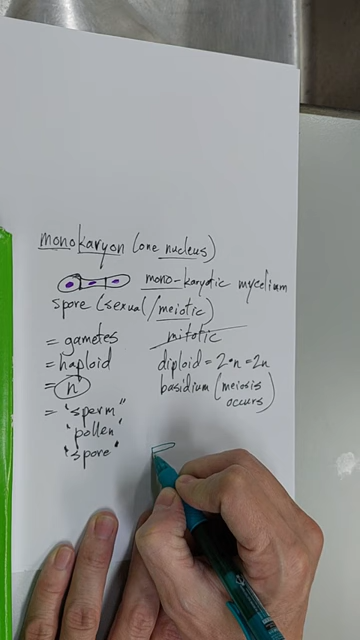 monokaryon (one nucleus)
mono-karyotic mycelium
spore (sexual/meiotic)
= gametes
mitotic
= haploid
diploid = 2•n = 2n
= n
basidium (meiosis
occurs)
= "sperm"
"pollen"
"spore"